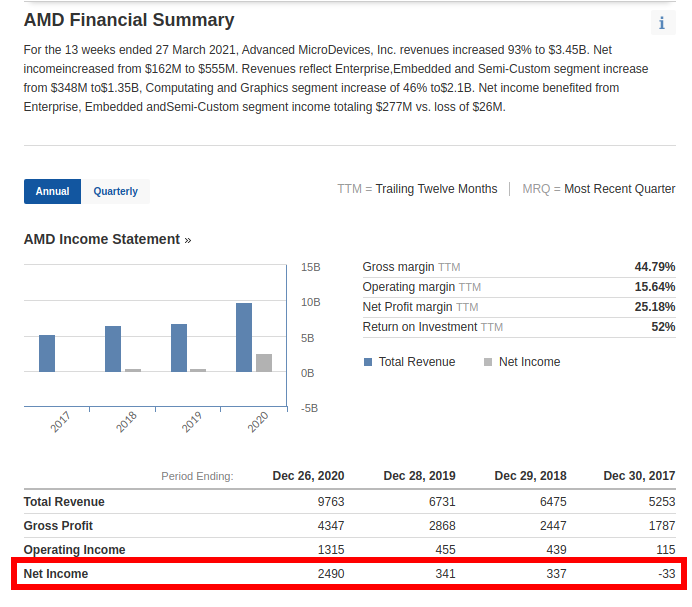 AMD Financial Summary
i
For the 13 weeks ended 27 March 2021, Advanced MicroDevices, Inc. revenues increased 93% to $3.45B. Net
incomeincreased from $162M to $555M. Revenues reflect Enterprise,Embedded and Semi-Custom segment increase
from $348M to$1.35B, Computating and Graphics segment increase of 46% to$2.1B. Net income benefited from
Enterprise, Embedded andSemi-Custom segment income totaling $277M vs. loss of $26M.
Annual Quarterly TTM = Trailing Twelve Months MRQ = Most Recent Quarter
AMD Income Statement »
15B
10B
5B
0B
-5B
2017 2018 2019 2020
Gross margin TTM 44.79%
Operating margin TTM 15.64%
Net Profit margin TTM 25.18%
Return on Investment TTM 52%
Total Revenue Net Income
Period Ending: Dec 26, 2020 Dec 28, 2019 Dec 29, 2018 Dec 30, 2017
Total Revenue 9763 6731 6475 5253
Gross Profit 4347 2868 2447 1787
Operating Income 1315 455 439 115
Net Income 2490 341 337 -33